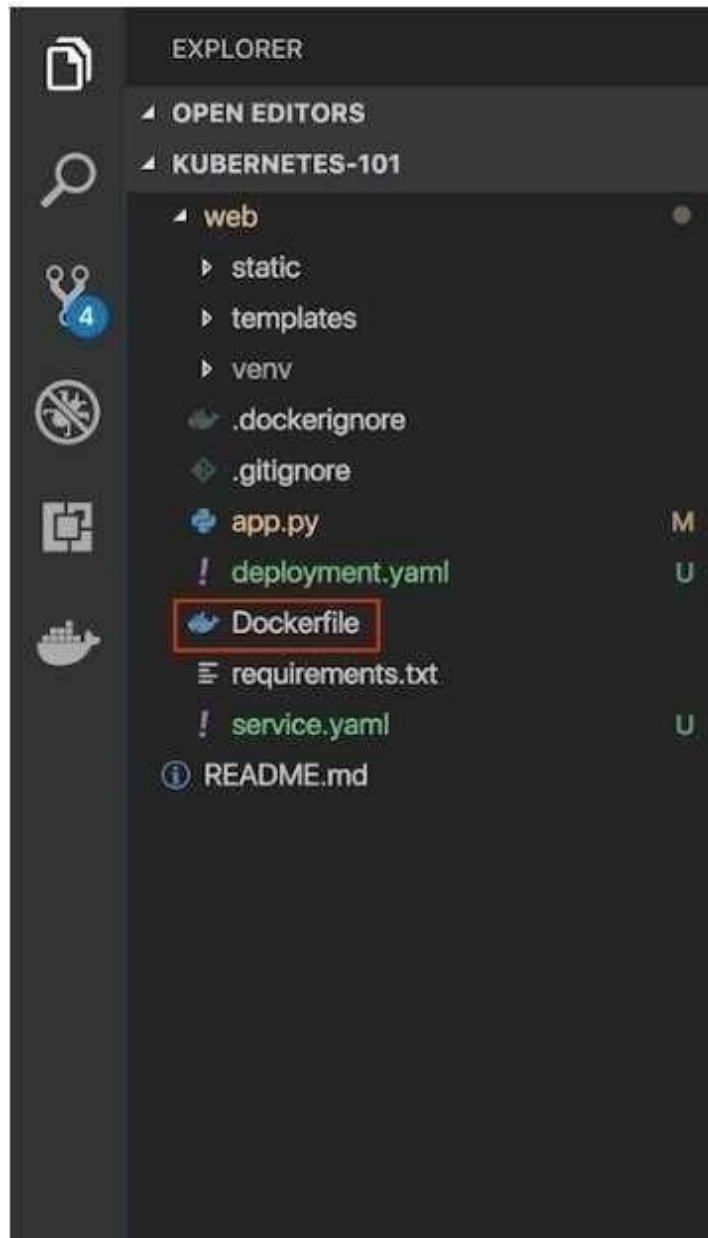 EXPLORER
OPEN EDITORS
KUBERNETES-101
web
static
templates
4
venv
.dockerignore
.gitignore
app.py M
deployment.yaml U
Dockerfile
requirements.txt
service.yaml U
README.md